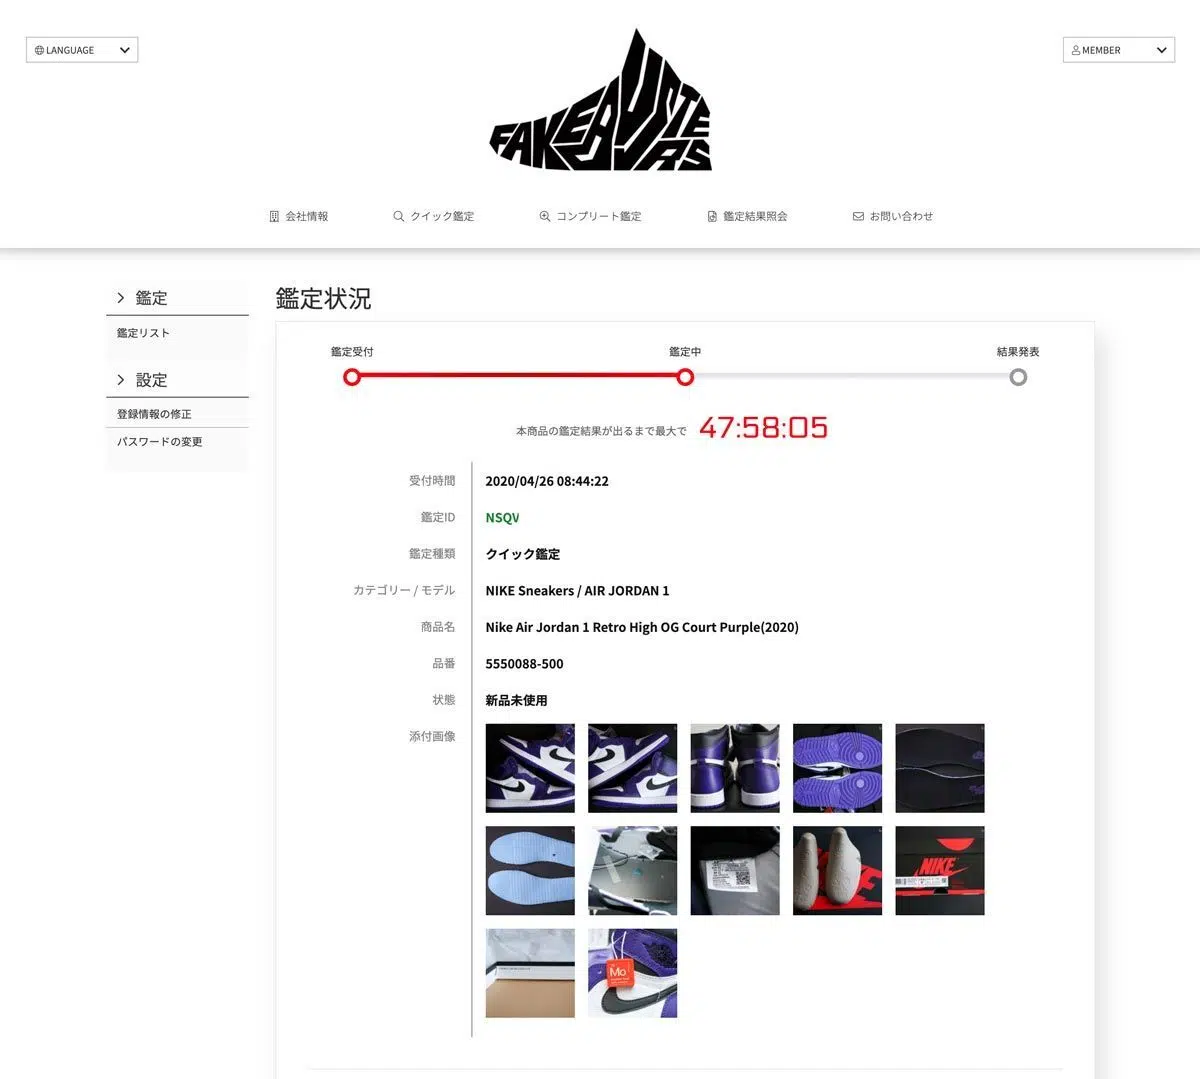 LANGUAGE
MEMBER
FAKE
BUSTERS
会社情報
クイック鑑定
コンプリート鑑定
鑑定結果照会
お問い合わせ
鑑定
鑑定リスト
設定
登録情報の修正
パスワードの変更
鑑定状況
鑑定受付
鑑定中
結果発表
本商品の鑑定結果が出るまで最大で 47:58:05
受付時間 2020/04/26 08:44:22
鑑定ID NSQV
鑑定種類 クイック鑑定
カテゴリー / モデル NIKE Sneakers / AIR JORDAN 1
商品名 Nike Air Jordan 1 Retro High OG Court Purple(2020)
品番 5550088-500
状態 新品未使用
添付画像
NIKE
Mo